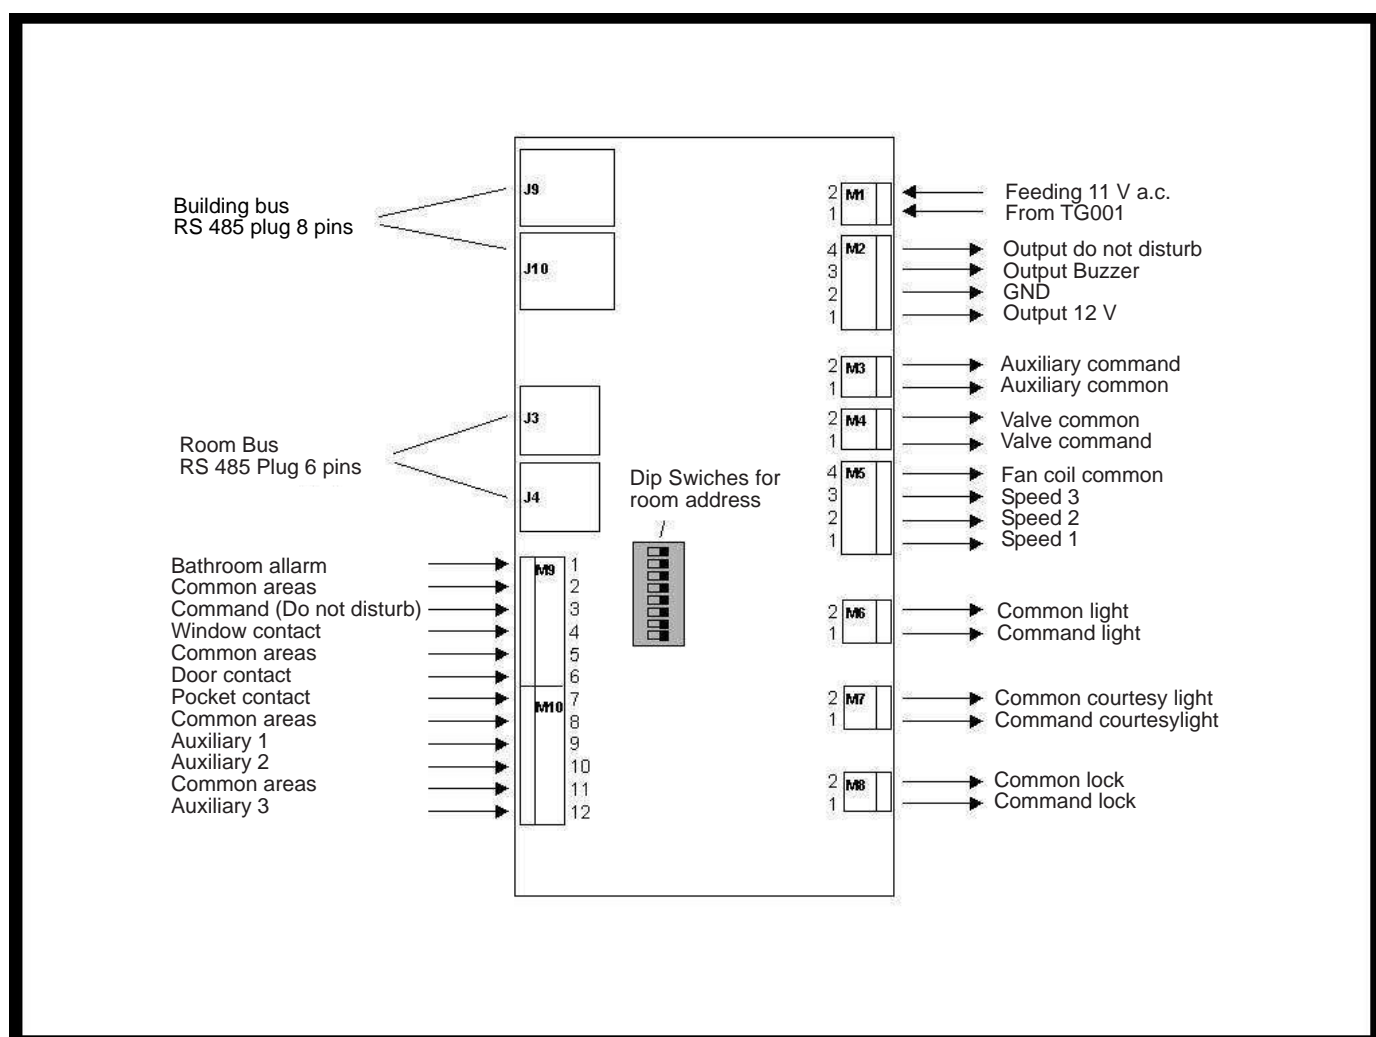 J9
Building bus
RS 485 plug 8 pins
J10
J3
Room Bus
RS 485 Plug 6 pins
J4
Dip Swiches for
room address
Bathroom allarm
Common areas
Command (Do not disturb)
Window contact
Common areas
Door contact
Pocket contact
Common areas
Auxiliary 1
Auxiliary 2
Common areas
Auxiliary 3
M9
1
2
3
4
5
6
M10
7
8
9
10
11
12
2 M1 Feeding 11 V a.c.
1 From TG001
4 M2 Output do not disturb
3 Output Buzzer
2 GND
1 Output 12 V
2 M3 Auxiliary command
1 Auxiliary common
2 M4 Valve common
1 Valve command
4 M5 Fan coil common
3 Speed 3
2 Speed 2
1 Speed 1
2 M6 Common light
1 Command light
2 M7 Common courtesy light
1 Command courtesylight
2 M8 Common lock
1 Command lock